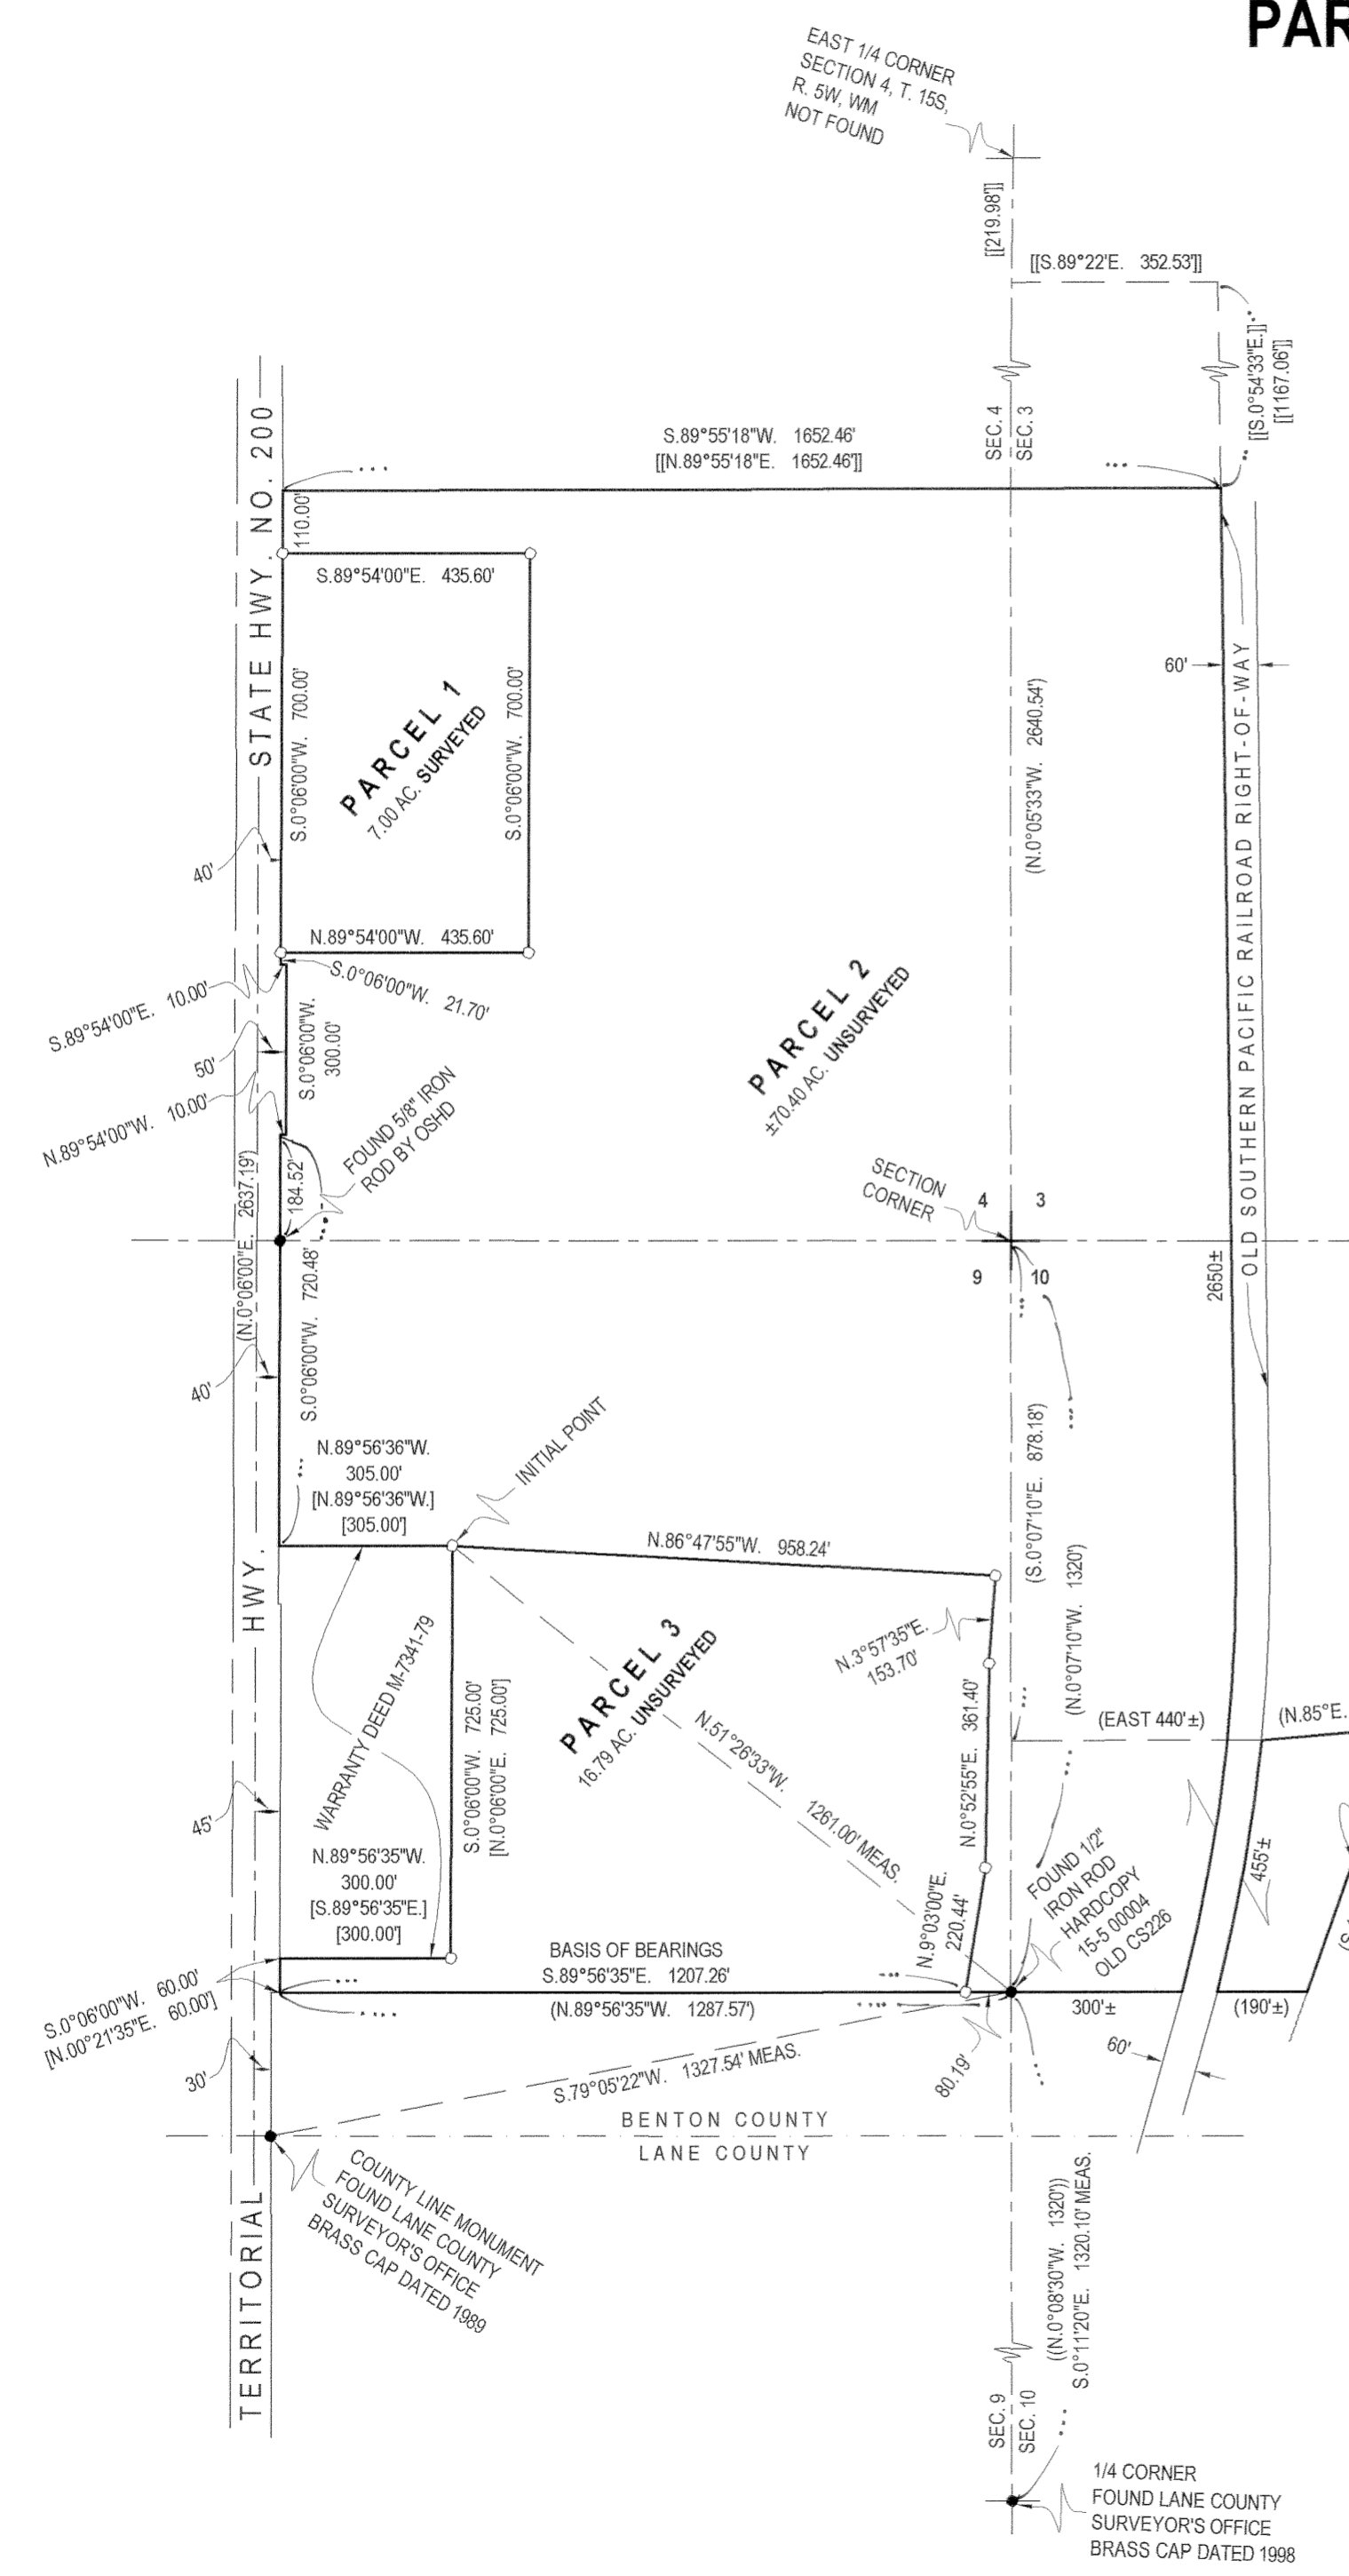 PAR
EAST 1/4 CORNER
SECTION 4, T. 15S,
R. 5W, WM
NOT FOUND
[[219.98']]
[[S.89°22'E. 352.53']]
[[S.0°54'33"E.]]
[[1167.06']]
SEC. 4
SEC. 3
S.89°55'18"W. 1652.46'
[[N.89°55'18"E. 1652.46']]
STATE HWY. NO. 200
110.00'
S.89°54'00"E. 435.60'
S.0°06'00"W. 700.00'
PARCEL 1
7.00 AC. SURVEYED
S.0°06'00"W. 700.00'
60'
(N.0°05'33"W. 2640.54')
OLD SOUTHERN PACIFIC RAILROAD RIGHT-OF-WAY
40'
N.89°54'00"W. 435.60'
S.0°06'00"W. 21.70'
S.89°54'00"E. 10.00'
S.0°06'00"W.
300.00'
50'
N.89°54'00"W. 10.00'
PARCEL 2
±70.40 AC. UNSURVEYED
FOUND 5/8" IRON
ROD BY OSHD
184.52'
(N.0°06'00"E. 2637.19')
SECTION
CORNER
4
3
9
10
2650±
S.0°06'00"W. 720.48'
40'
N.89°56'36"W.
305.00'
[N.89°56'36"W.]
[305.00']
INITIAL POINT
(S.0°07'10"E. 878.18')
N.86°47'55"W. 958.24'
HWY.
(N.0°07'10"W. 1320')
N.3°57'35"E.
153.70'
PARCEL 3
16.79 AC. UNSURVEYED
WARRANTY DEED M-7341-79
S.0°06'00"W. 725.00'
[N.0°06'00"E. 725.00']
N.51°26'33"W. 1261.00' MEAS.
N.0°52'55"E. 361.40'
(EAST 440'±)
(N.85°E.
45'
N.89°56'35"W.
300.00'
[S.89°56'35"E.]
[300.00']
N.9°03'00"E.
220.44'
FOUND 1/2"
IRON ROD
HARDCOPY
15-5 00004
OLD CS226
455'±
BASIS OF BEARINGS
S.89°56'35"E. 1207.26'
(N.89°56'35"W. 1287.57')
S.0°06'00"W. 60.00'
[N.00°21'35"E. 60.00']
300'±
(190'±)
30'
S.79°05'22"W. 1327.54' MEAS.
80.19'
60'
BENTON COUNTY
LANE COUNTY
COUNTY LINE MONUMENT
FOUND LANE COUNTY
SURVEYOR'S OFFICE
BRASS CAP DATED 1989
TERRITORIAL
((N.0°08'30"W. 1320'))
S.0°11'20"E. 1320.10' MEAS.
SEC. 9
SEC. 10
1/4 CORNER
FOUND LANE COUNTY
SURVEYOR'S OFFICE
BRASS CAP DATED 1998